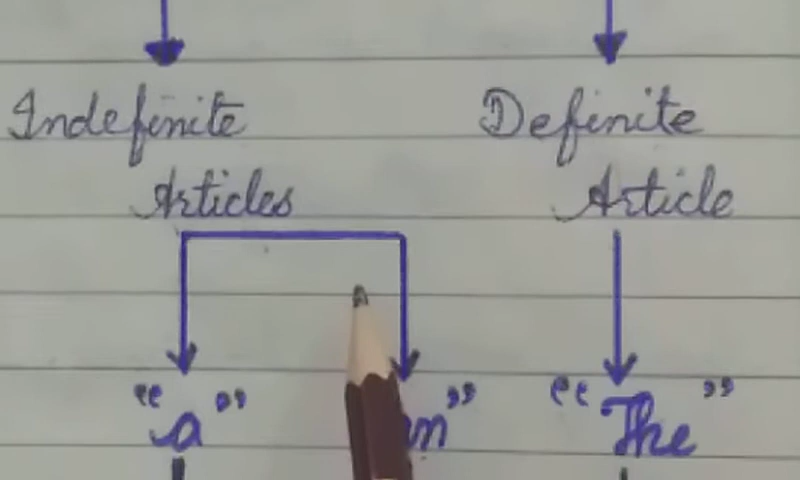 Indefinite Definite
Articles Article
"a" "The"